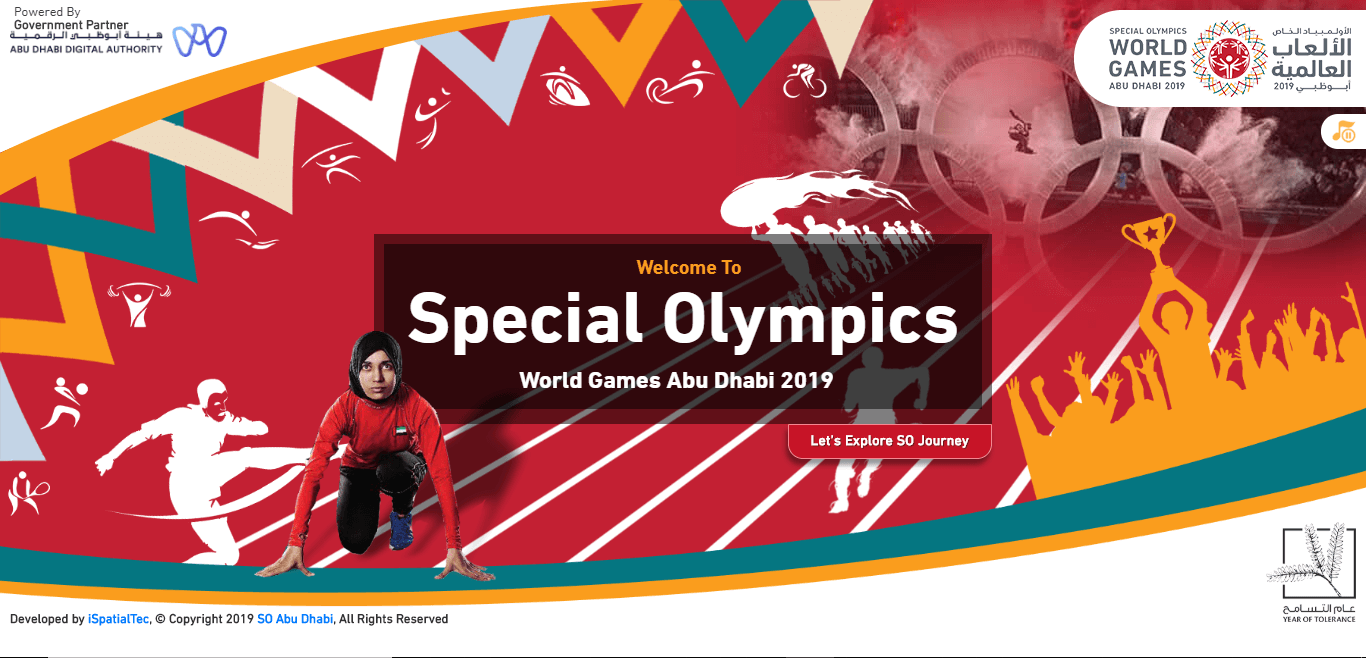 Powered By
Government Partner
هيئة أبوظبي الرقمية
ABU DHABI DIGITAL AUTHORITY
SPECIAL OLYMPICS
WORLD
GAMES
ABU DHABI 2019
الأولمبياد الخاص
الألعاب
العالمية
أبوظبي 2019
Welcome To
Special Olympics
World Games Abu Dhabi 2019
Let's Explore SO Journey
عام التسامح
YEAR OF TOLERANCE
Developed by iSpatialTec, © Copyright 2019 SO Abu Dhabi, All Rights Reserved